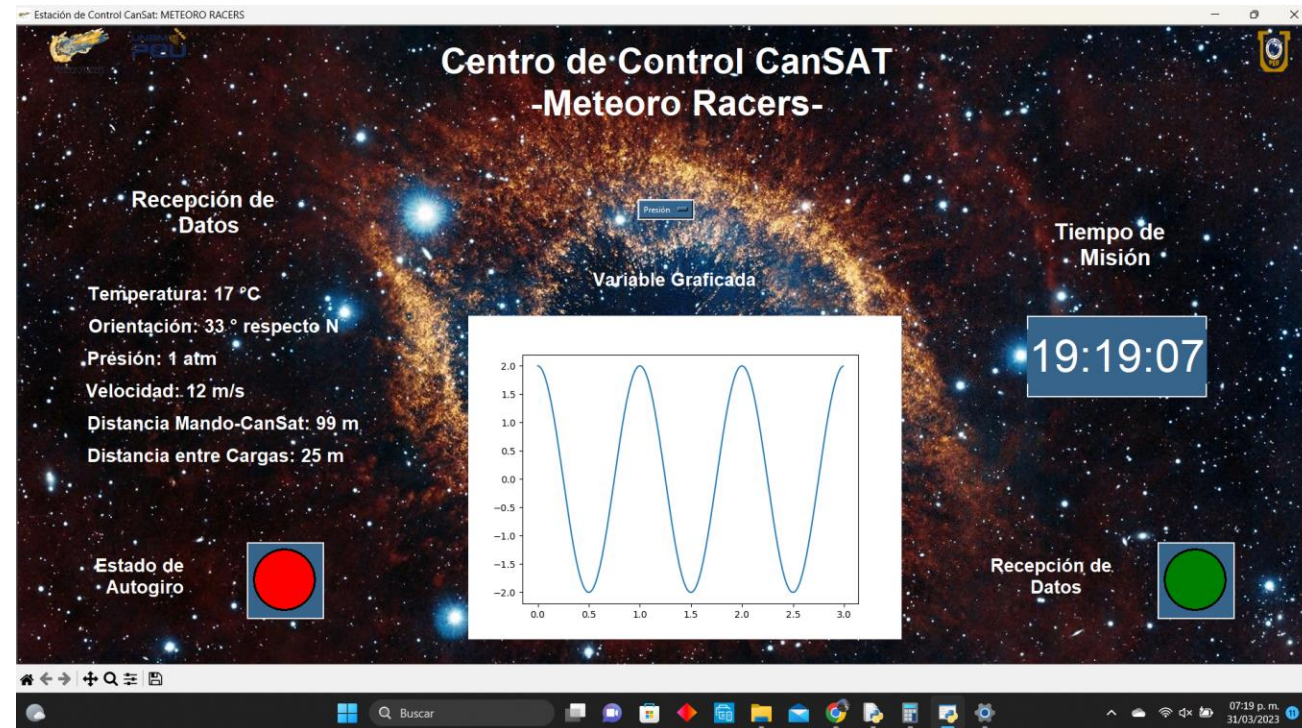 Estación de Control CanSat: METEORO RACERS
Centro de Control CanSAT
-Meteoro Racers-
UNAM
PEU
PEU
Recepción de
Datos
Temperatura: 17 °C
Orientación: 33 ° respecto N
Presión: 1 atm
Velocidad: 12 m/s
Distancia Mando-CanSat: 99 m
Distancia entre Cargas: 25 m
Estado de
Autogiro
Presión
Variable Graficada
2.0
1.5
1.0
0.5
0.0
−0.5
−1.0
−1.5
−2.0
0.0 0.5 1.0 1.5 2.0 2.5 3.0
Tiempo de
Misión
19:19:07
Recepción de
Datos
Buscar
07:19 p. m.
31/03/2023
11